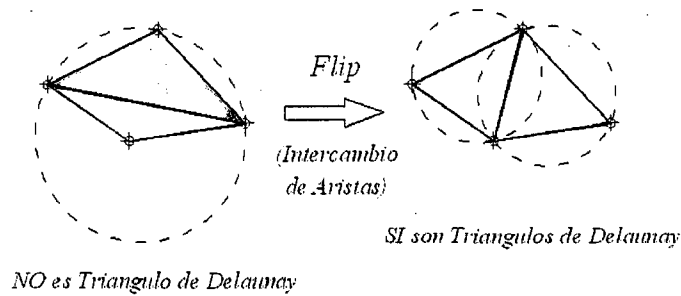 Flip
(Intercambio
de Aristas)
SI son Triangulos de Delaunay
NO es Triangulo de Delaunay